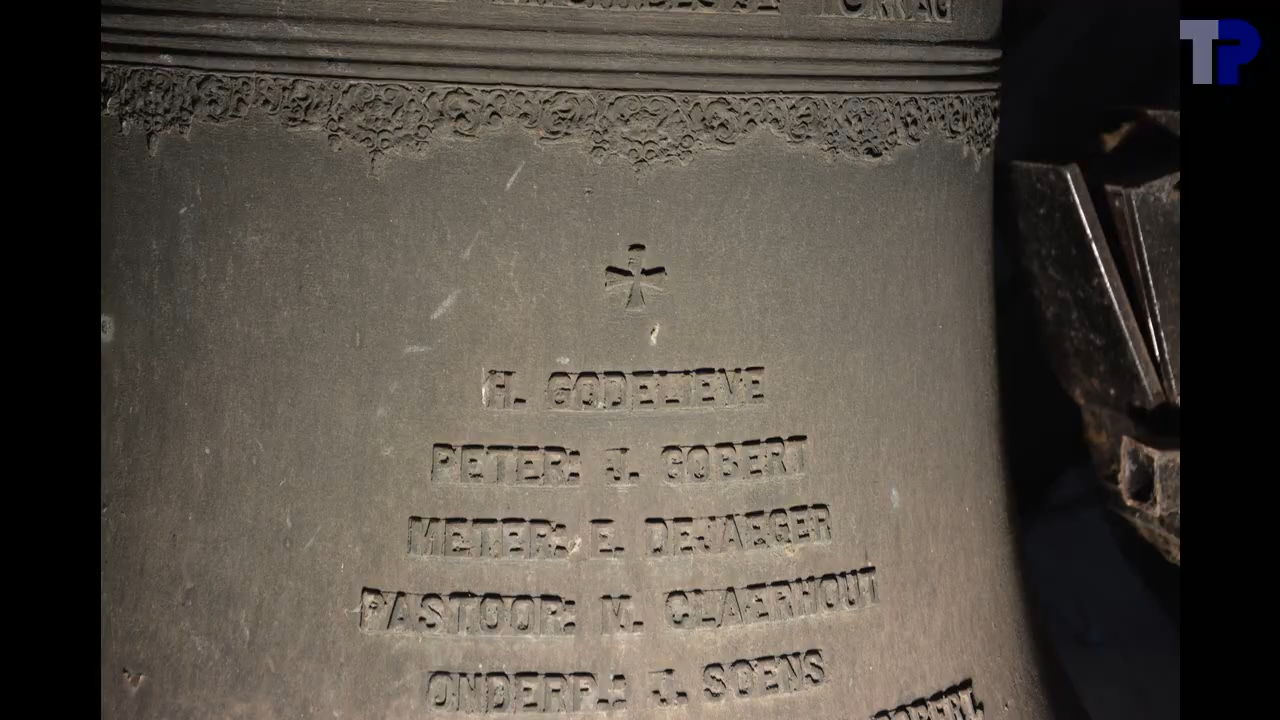 TP
H. GODELIEVE
PETER: J. GOBERT
METER: E. DEJAEGER
PASTOOR: M. CLAERHOUT
ONDERP.: J. SOENS